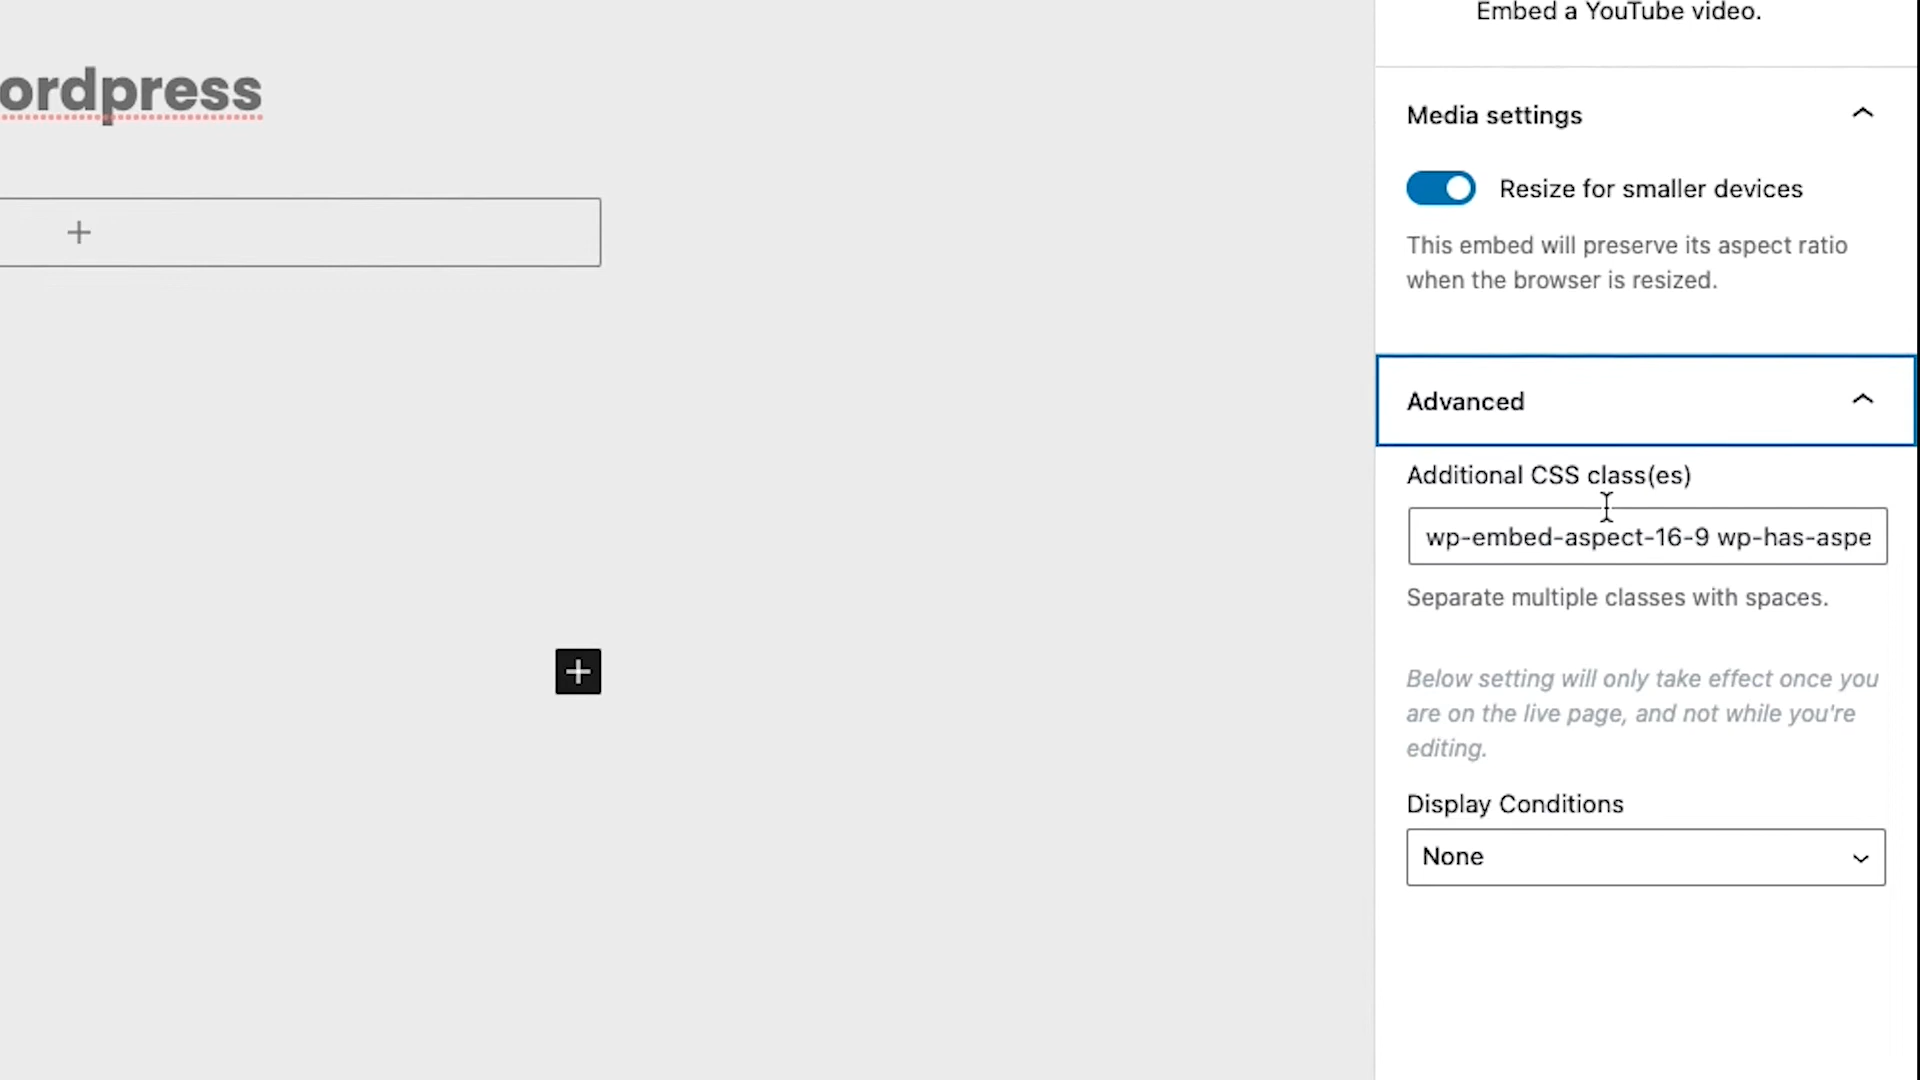 Embed a YouTube video.
ordpress
Media settings
Resize for smaller devices
This embed will preserve its aspect ratio
when the browser is resized.
Advanced
Additional CSS class(es)
wp-embed-aspect-16-9 wp-has-aspe
Separate multiple classes with spaces.
Below setting will only take effect once you
are on the live page, and not while you're
editing.
Display Conditions
None